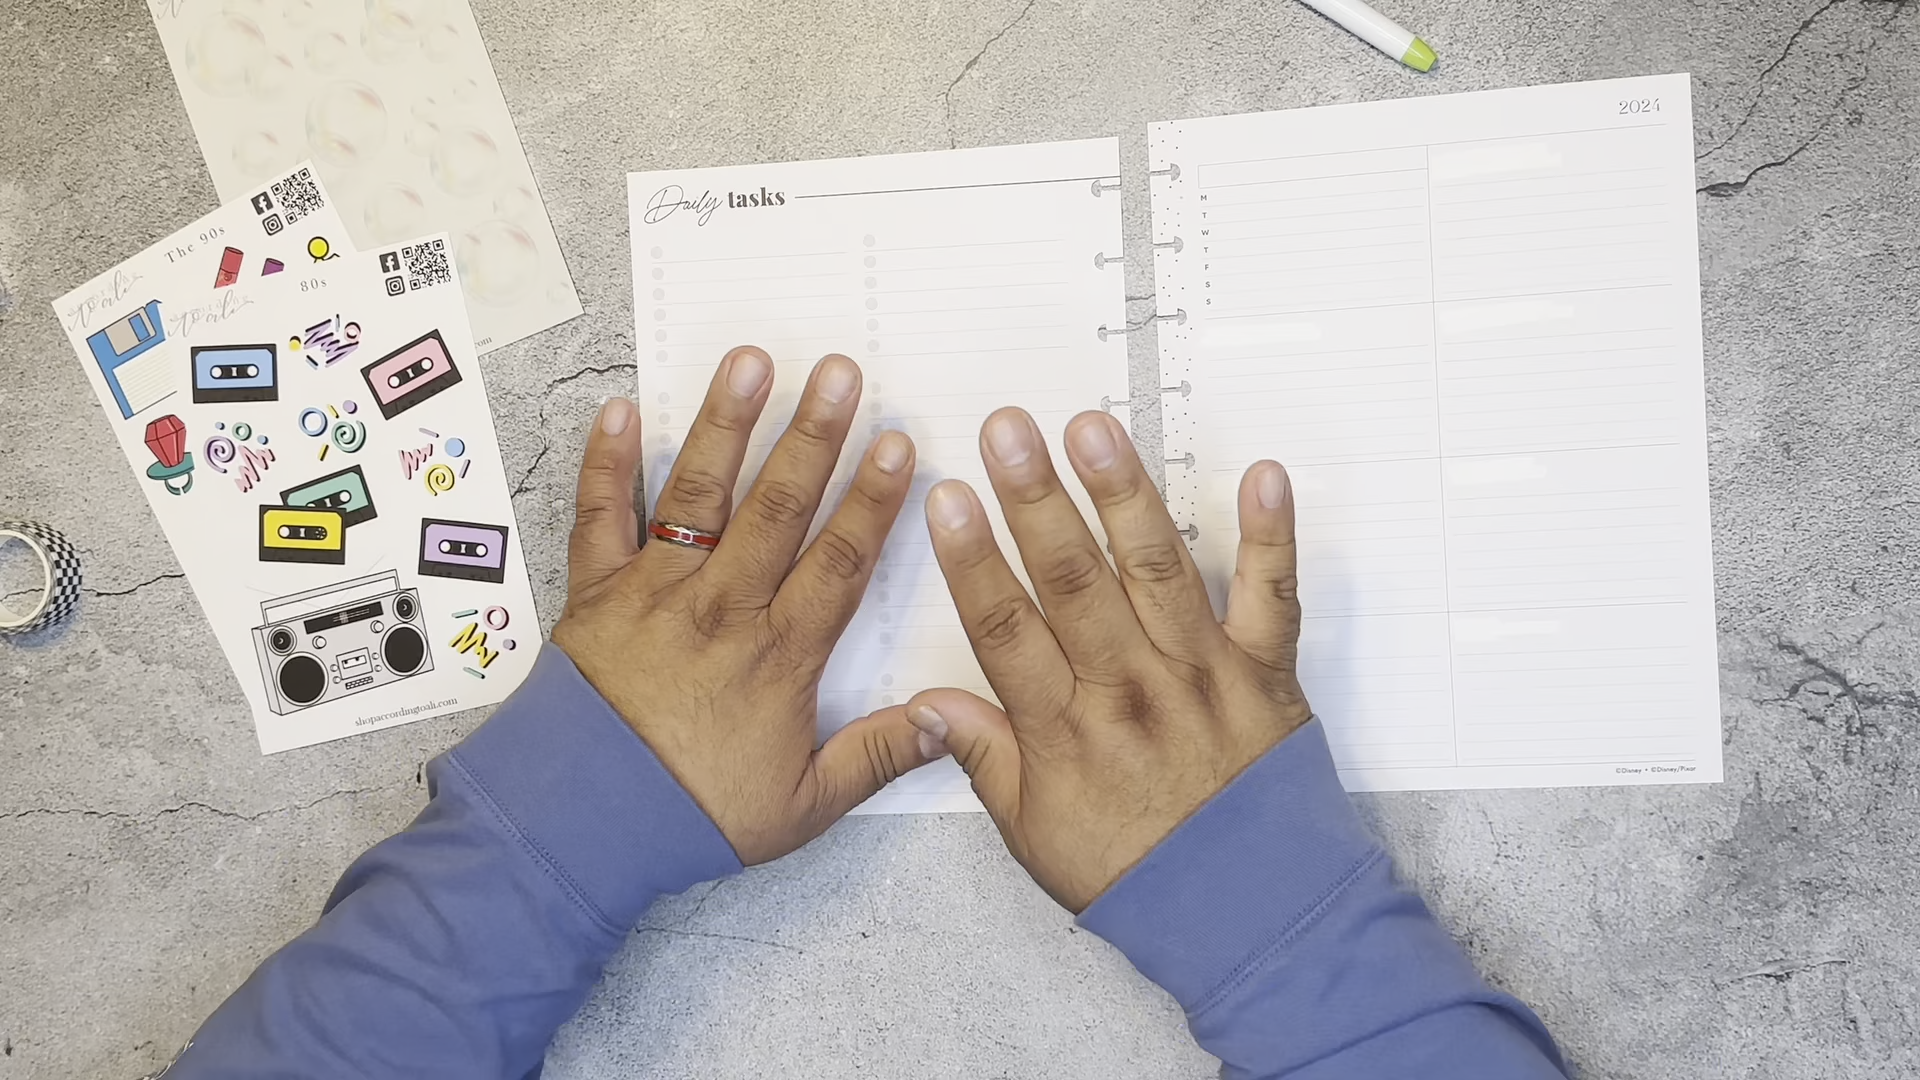 The 90s
80s
shopaccordingtoali.com
Daily tasks
2024
M
T
W
T
F
S
S
©Disney • ©Disney/Pixar